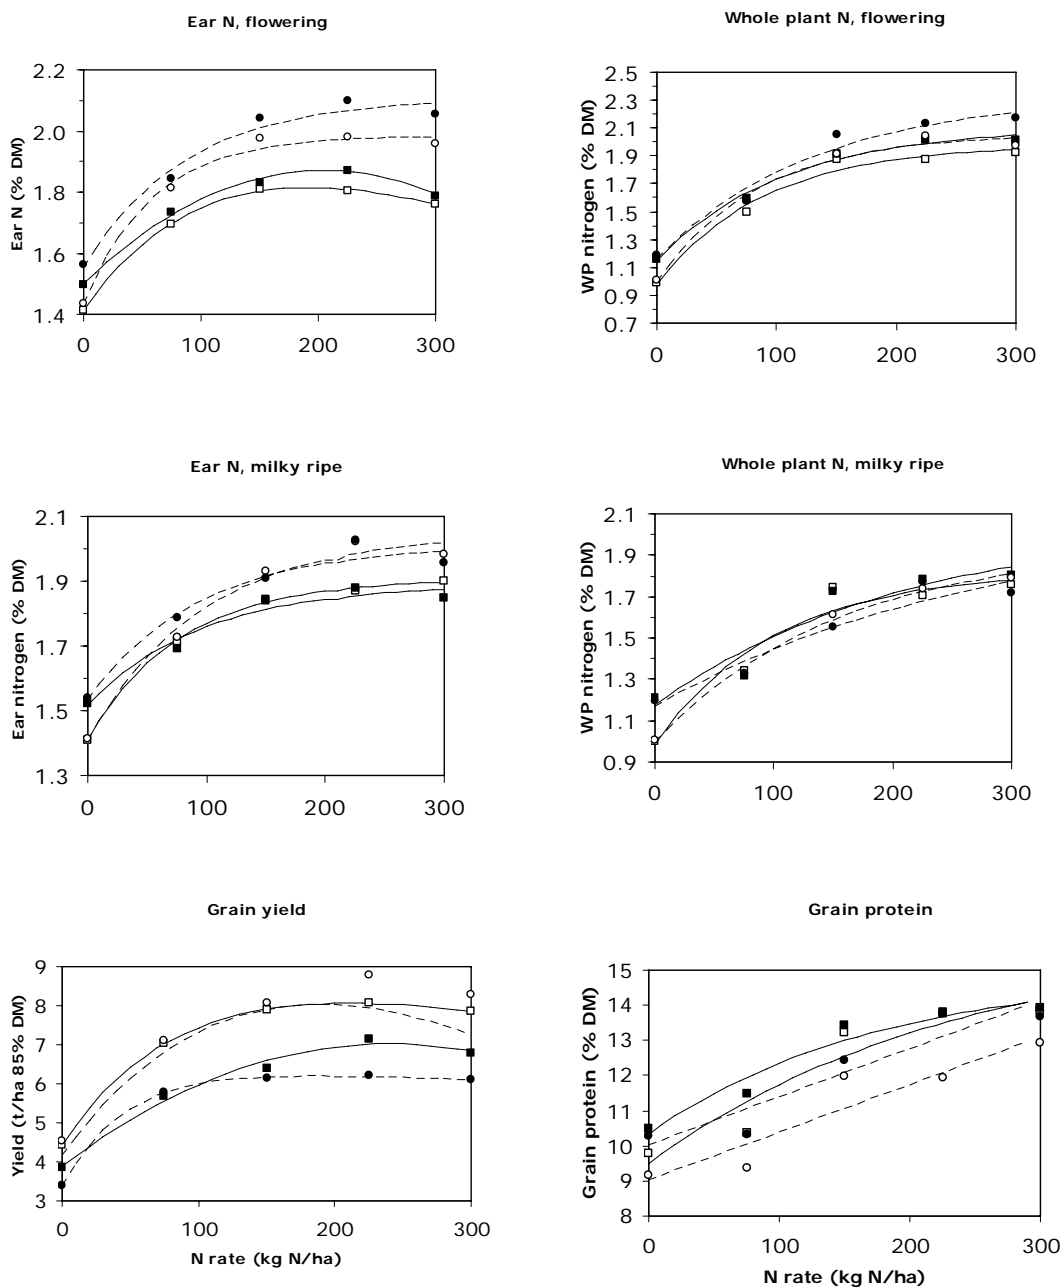 Ear N, flowering
2.2
2.0
1.8
1.6
1.4
Ear N (% DM)
0 100 200 300
Whole plant N, flowering
2.5
2.3
2.1
1.9
1.7
1.5
1.3
1.1
0.9
0.7
WP nitrogen (% DM)
0 100 200 300
Ear N, milky ripe
2.1
1.9
1.7
1.5
1.3
Ear nitrogen (% DM)
0 100 200 300
Whole plant N, milky ripe
2.1
1.9
1.7
1.5
1.3
1.1
0.9
WP nitrogen (% DM)
0 100 200 300
Grain yield
9
8
7
6
5
4
3
Yield (t/ha 85% DM)
0 100 200 300
N rate (kg N/ha)
Grain protein
15
14
13
12
11
10
9
8
Grain protein (% DM)
0 100 200 300
N rate (kg N/ha)